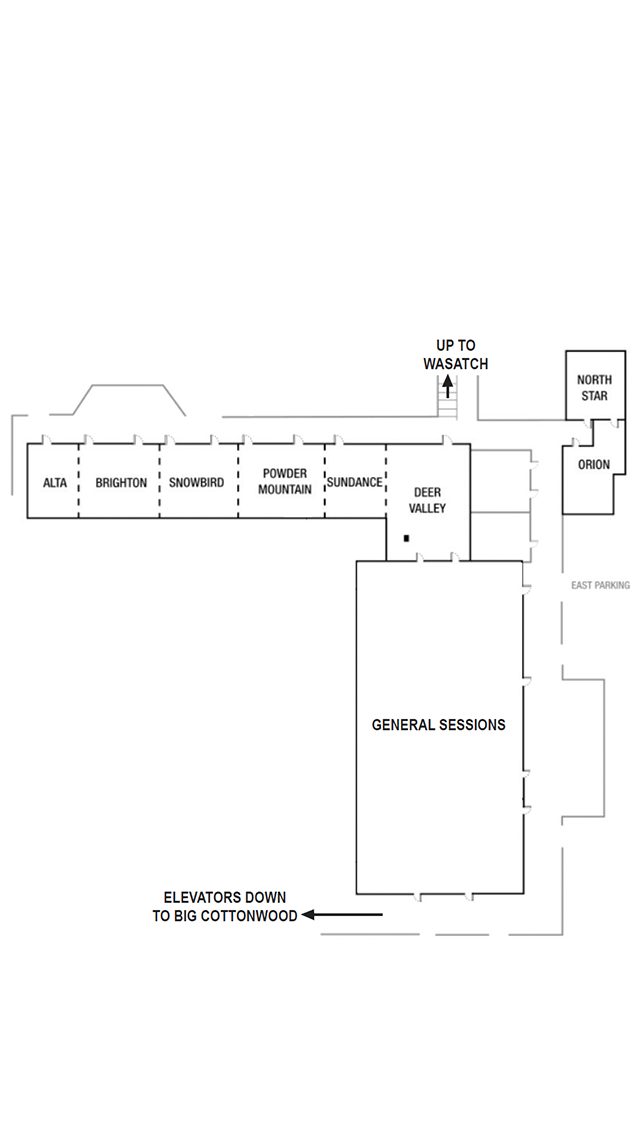 UP TO
WASATCH
NORTH
STAR
ORION
ALTA
BRIGHTON
SNOWBIRD
POWDER
MOUNTAIN
SUNDANCE
DEER
VALLEY
EAST PARKING
GENERAL SESSIONS
ELEVATORS DOWN
TO BIG COTTONWOOD